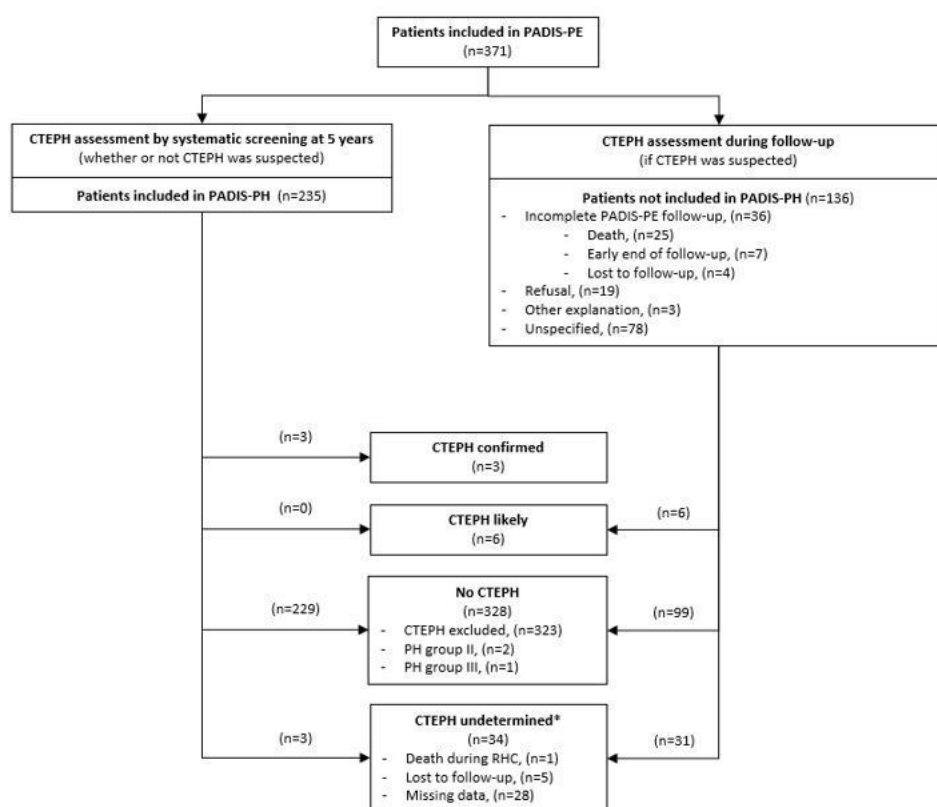 Patients included in PADIS-PE
(n=371)
CTEPH assessment by systematic screening at 5 years
(whether or not CTEPH was suspected)
Patients included in PADIS-PH (n=235)
CTEPH assessment during follow-up
(if CTEPH was suspected)
Patients not included in PADIS-PH (n=136)
- Incomplete PADIS-PE follow-up, (n=36)
- Death, (n=25)
- Early end of follow-up, (n=7)
- Lost to follow-up, (n=4)
- Refusal, (n=19)
- Other explanation, (n=3)
- Unspecified, (n=78)
(n=3)
CTEPH confirmed
(n=3)
(n=0)
CTEPH likely
(n=6)
(n=6)
(n=229)
No CTEPH
(n=328)
- CTEPH excluded, (n=323)
- PH group II, (n=2)
- PH group III, (n=1)
(n=99)
(n=3)
CTEPH undetermined*
(n=34)
- Death during RHC, (n=1)
- Lost to follow-up, (n=5)
- Missing data, (n=28)
(n=31)